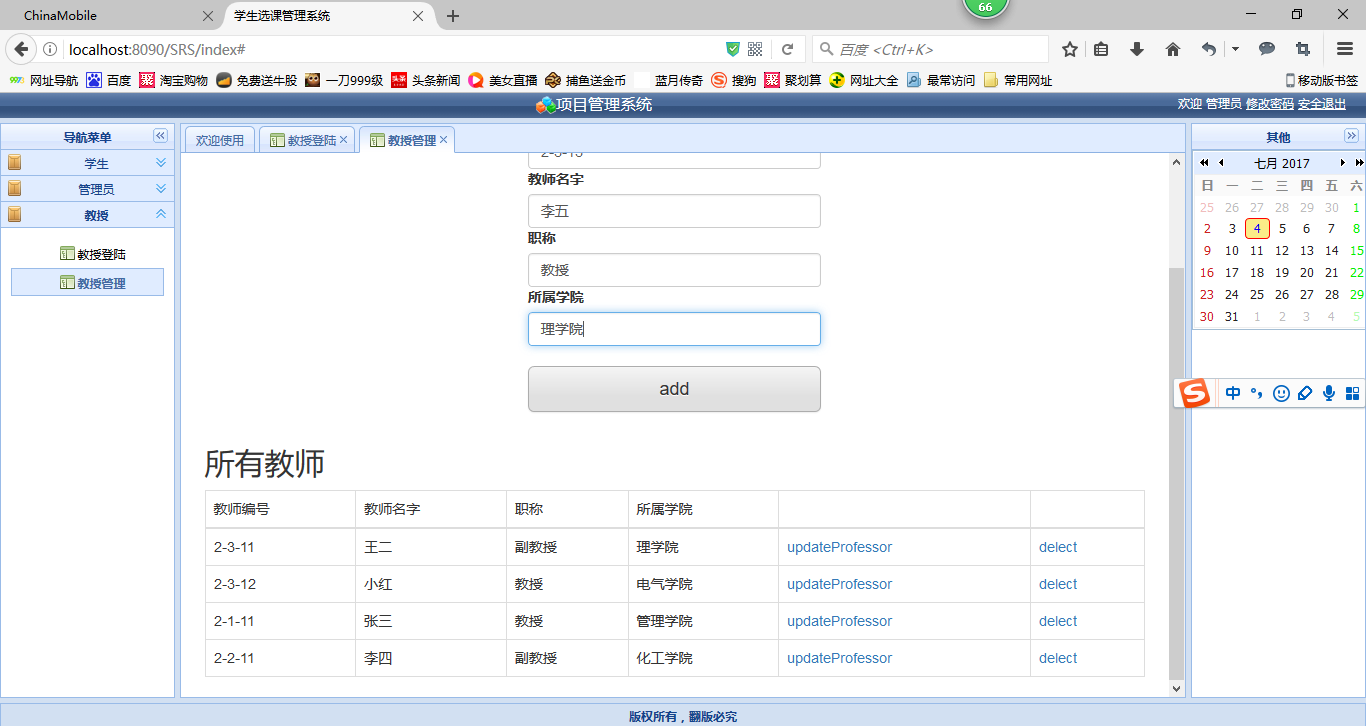 ChinaMobile
学生选课管理系统
66
localhost:8090/SRS/index#
百度 <Ctrl+K>
网址导航 百度 淘宝购物 免费送牛股 一刀999级 头条新闻 美女直播 捕鱼送金币 蓝月传奇 搜狗 聚划算 网址大全 最常访问 常用网址 移动版书签
项目管理系统
欢迎 管理员 修改密码 安全退出
导航菜单
学生
管理员
教授
教授登陆
教授管理
欢迎使用 教授登陆 教授管理
2-3-13
教师名字
李五
职称
教授
所属学院
理学院
add
所有教师
教师编号 教师名字 职称 所属学院
2-3-11 王二 副教授 理学院 updateProfessor delect
2-3-12 小红 教授 电气学院 updateProfessor delect
2-1-11 张三 教授 管理学院 updateProfessor delect
2-2-11 李四 副教授 化工学院 updateProfessor delect
其他
七月 2017
日 一 二 三 四 五 六
25 26 27 28 29 30 1
2 3 4 5 6 7 8
9 10 11 12 13 14 15
16 17 18 19 20 21 22
23 24 25 26 27 28 29
30 31 1 2 3 4 5
中
版权所有，翻版必究